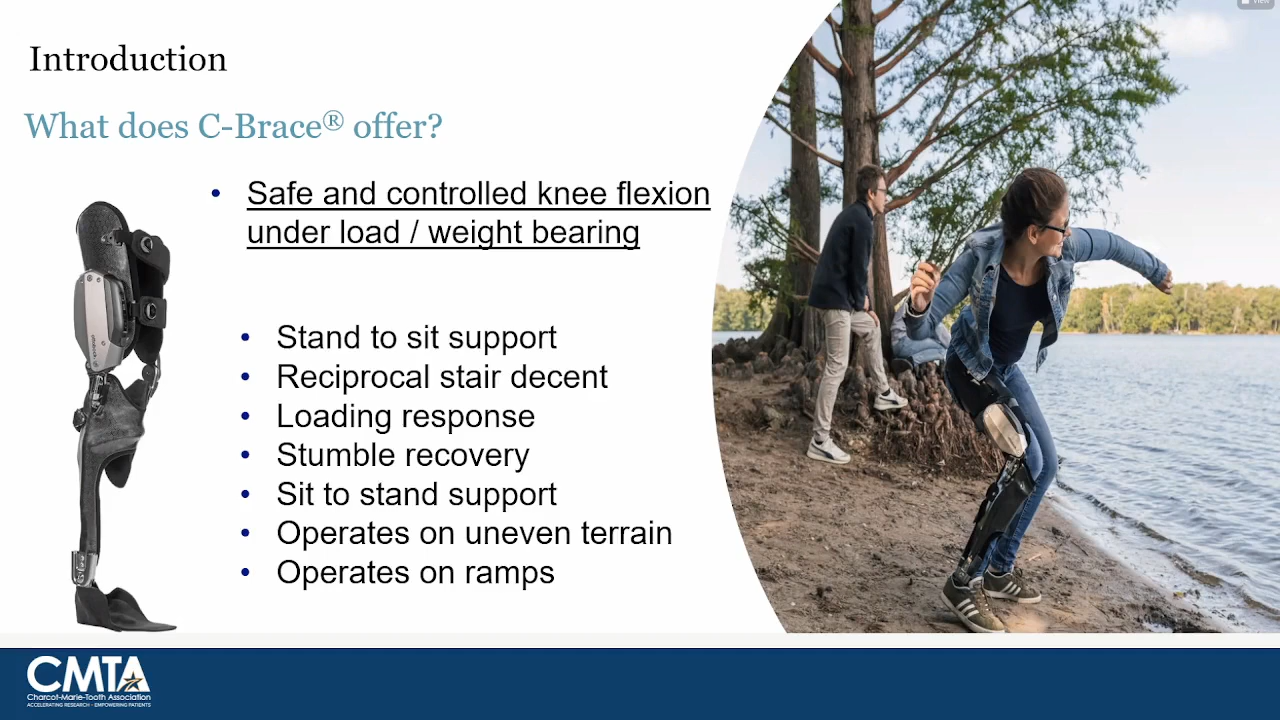 View
Introduction
What does C-Brace® offer?
• Safe and controlled knee flexion
under load / weight bearing
• Stand to sit support
• Reciprocal stair decent
• Loading response
• Stumble recovery
• Sit to stand support
• Operates on uneven terrain
• Operates on ramps
ottobock.
CMTA
Charcot-Marie-Tooth Association
ACCELERATING RESEARCH - EMPOWERING PATIENTS